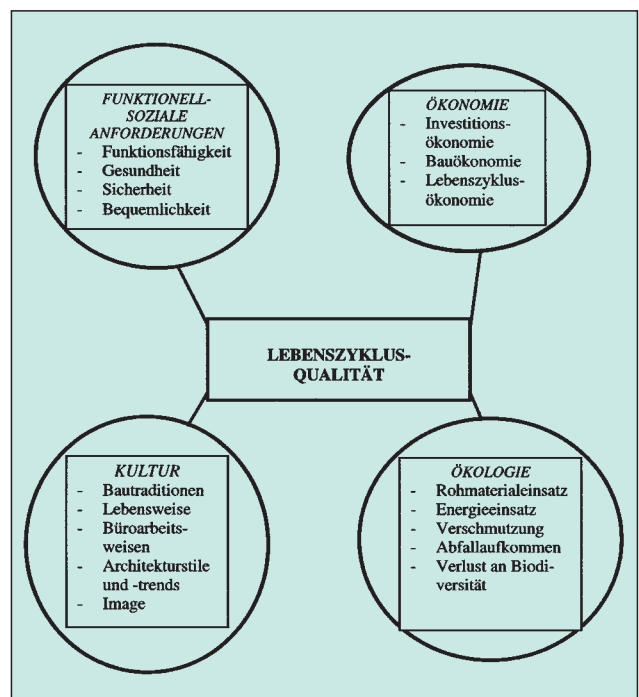 FUNKTIONELL-
SOZIALE
ANFORDERUNGEN
- Funktionsfähigkeit
- Gesundheit
- Sicherheit
- Bequemlichkeit
ÖKONOMIE
- Investitions-
ökonomie
- Bauökonomie
- Lebenszyklus-
ökonomie
LEBENSZYKLUS-
QUALITÄT
KULTUR
- Bautraditionen
- Lebensweise
- Büroarbeits-
weisen
- Architekturstile
und -trends
- Image
ÖKOLOGIE
- Rohmaterialeinsatz
- Energieeinsatz
- Verschmutzung
- Abfallaufkommen
- Verlust an Biodi-
versität